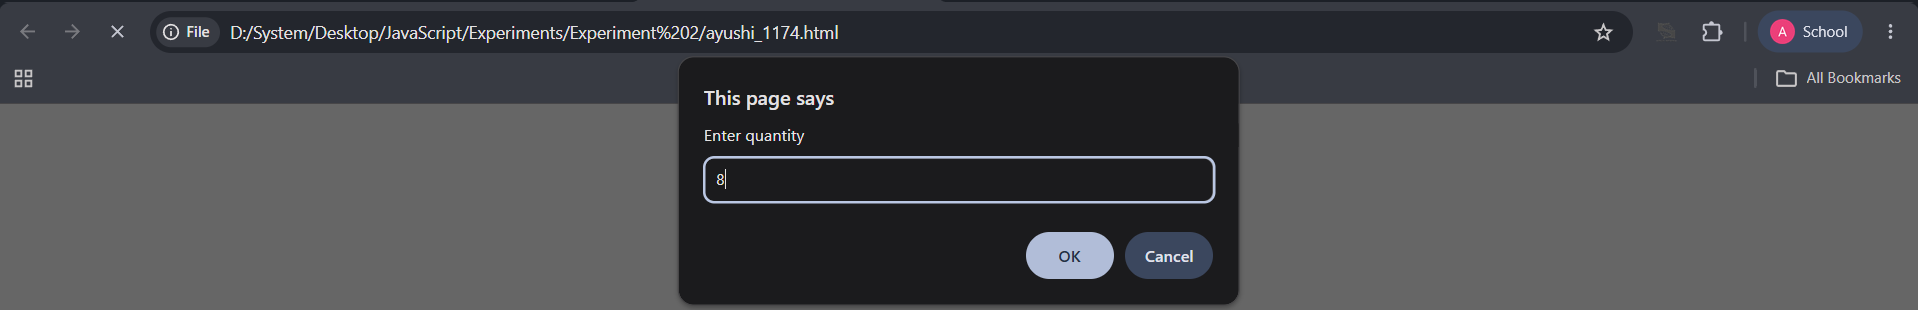 File D:/System/Desktop/JavaScript/Experiments/Experiment%202/ayushi_1174.html A School
All Bookmarks
This page says
Enter quantity
8
OK Cancel